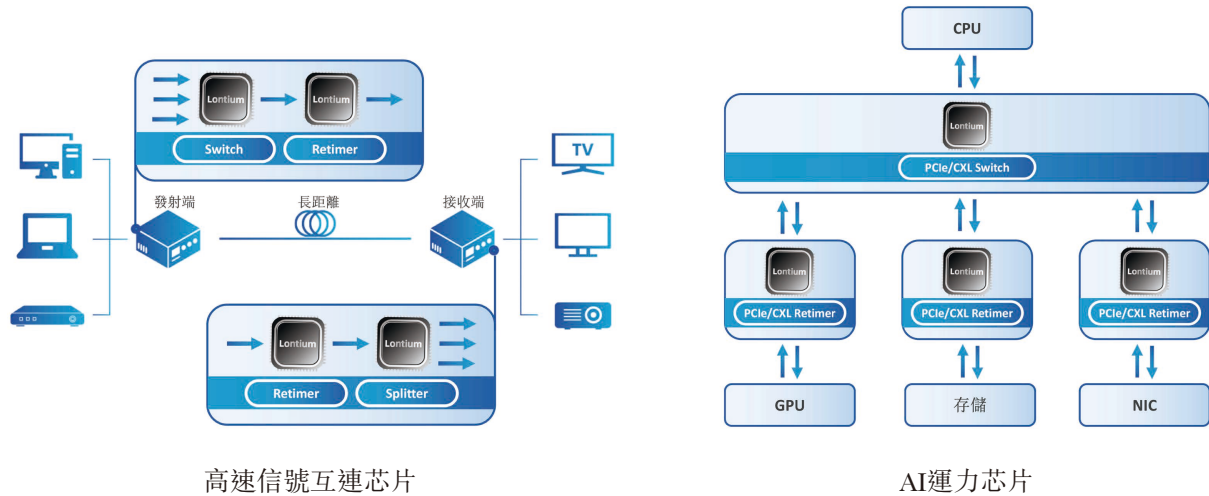 Lontium
Lontium
Switch
Retimer
發射端
長距離
接收端
TV
Lontium
Lontium
Retimer
Splitter
高速信號互連芯片
CPU
Lontium
PCIe/CXL Switch
Lontium
Lontium
Lontium
PCIe/CXL Retimer
PCIe/CXL Retimer
PCIe/CXL Retimer
GPU
存儲
NIC
AI運力芯片